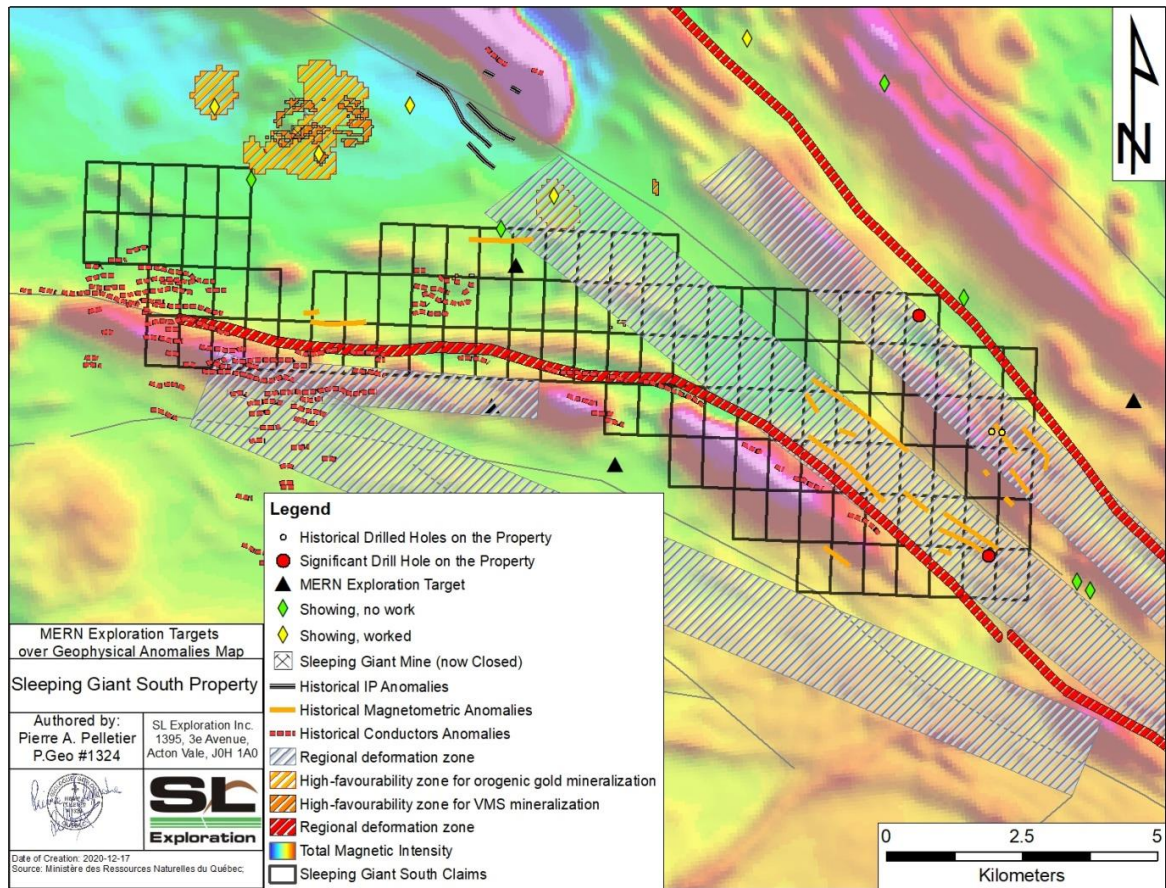 N
Legend
Historical Drilled Holes on the Property
Significant Drill Hole on the Property
MERN Exploration Target
Showing, no work
Showing, worked
Sleeping Giant Mine (now Closed)
Historical IP Anomalies
Historical Magnetometric Anomalies
Historical Conductors Anomalies
Regional deformation zone
High-favourability zone for orogenic gold mineralization
High-favourability zone for VMS mineralization
Regional deformation zone
Total Magnetic Intensity
Sleeping Giant South Claims
MERN Exploration Targets
over Geophysical Anomalies Map
Sleeping Giant South Property
Authored by:
Pierre A. Pelletier
P.Geo #1324
SL Exploration Inc.
1395, 3e Avenue,
Acton Vale, J0H 1A0
SL
Exploration
Date of Creation: 2020-12-17
Source: Ministère des Ressources Naturelles du Québec;
0 2.5 5
Kilometers